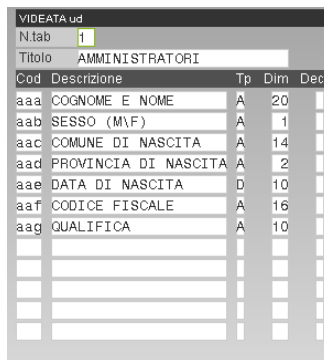 VIDEATA ud
N.tab 1
Titolo AMMINISTRATORI
Cod Descrizione Tp Dim Dec
aaa COGNOME E NOME A 20
aab SESSO (M\F) A 1
aac COMUNE DI NASCITA A 14
aad PROVINCIA DI NASCITA A 2
aae DATA DI NASCITA D 10
aaf CODICE FISCALE A 16
aag QUALIFICA A 10